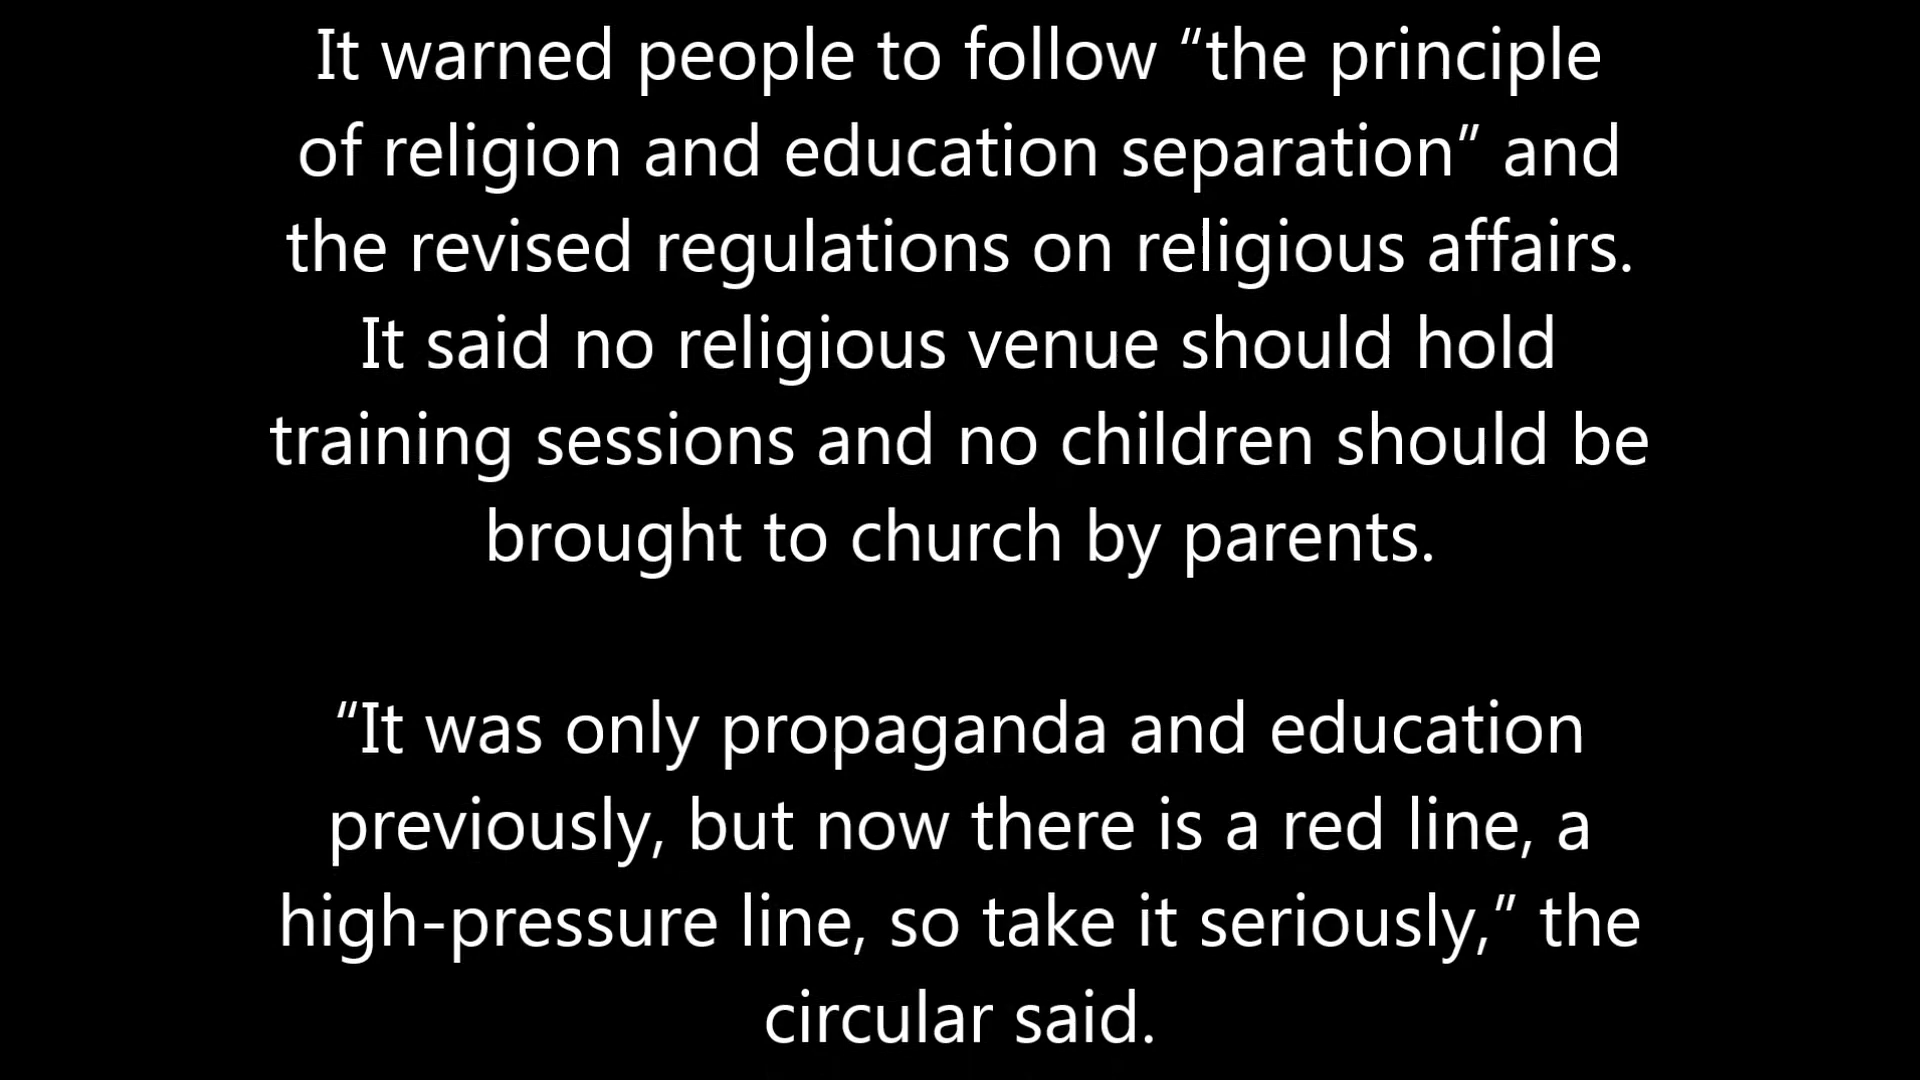 It warned people to follow “the principle
of religion and education separation” and
the revised regulations on religious affairs.
It said no religious venue should hold
training sessions and no children should be
brought to church by parents.
“It was only propaganda and education
previously, but now there is a red line, a
high-pressure line, so take it seriously,” the
circular said.